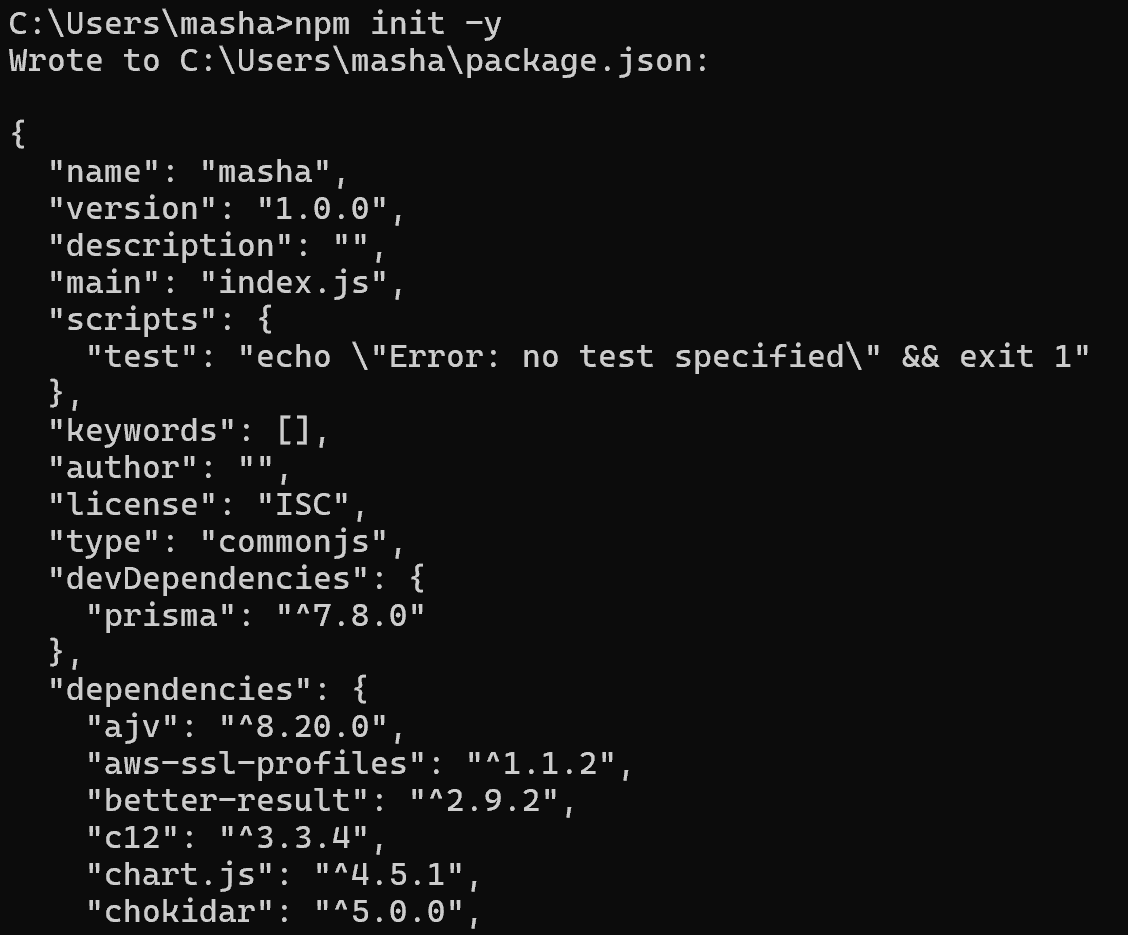 C:\Users\masha>npm init -y
Wrote to C:\Users\masha\package.json:
{
"name": "masha",
"version": "1.0.0",
"description": "",
"main": "index.js",
"scripts": {
"test": "echo \"Error: no test specified\" && exit 1"
},
"keywords": [],
"author": "",
"license": "ISC",
"type": "commonjs",
"devDependencies": {
"prisma": "^7.8.0"
},
"dependencies": {
"ajv": "^8.20.0",
"aws-ssl-profiles": "^1.1.2",
"better-result": "^2.9.2",
"c12": "^3.3.4",
"chart.js": "^4.5.1",
"chokidar": "^5.0.0",